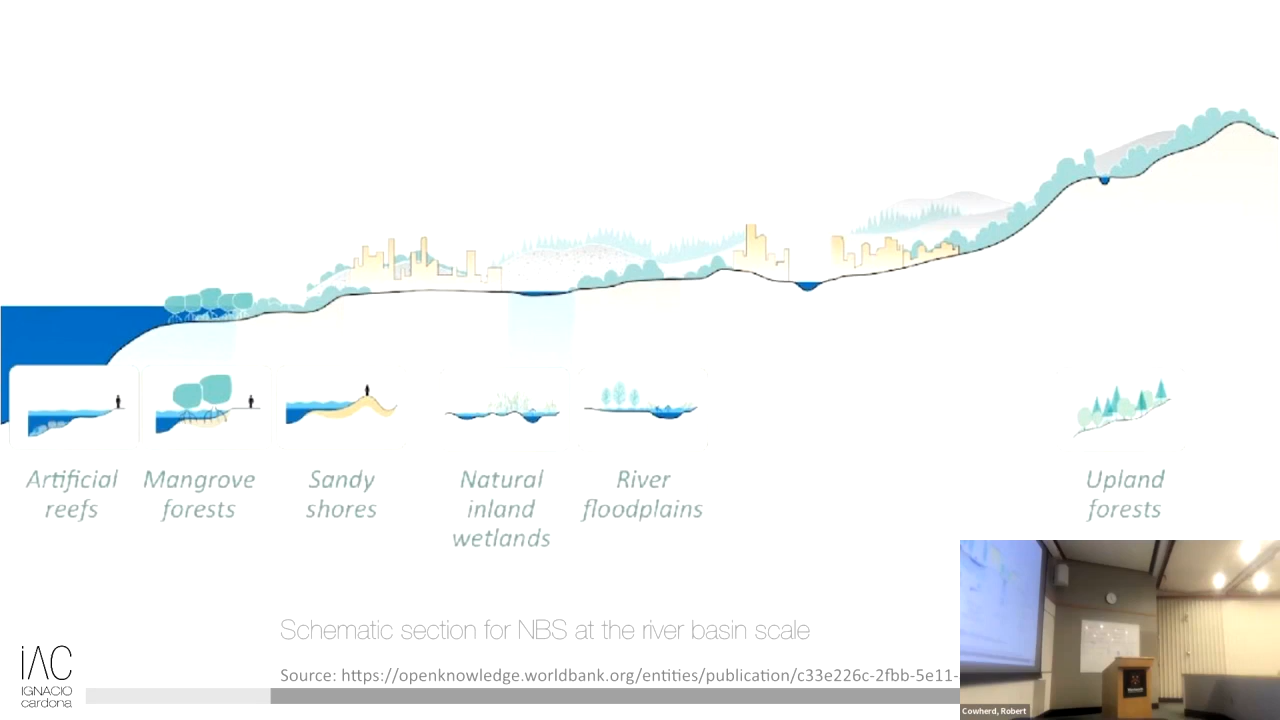 Artificial
reefs
Mangrove
forests
Sandy
shores
Natural
inland
wetlands
River
floodplains
Upland
forests
Schematic section for NBS at the river basin scale
Source: https://openknowledge.worldbank.org/entities/publication/c33e226c-2fbb-5e11-
iAC
IGNACIO
cardona
Cowherd, Robert